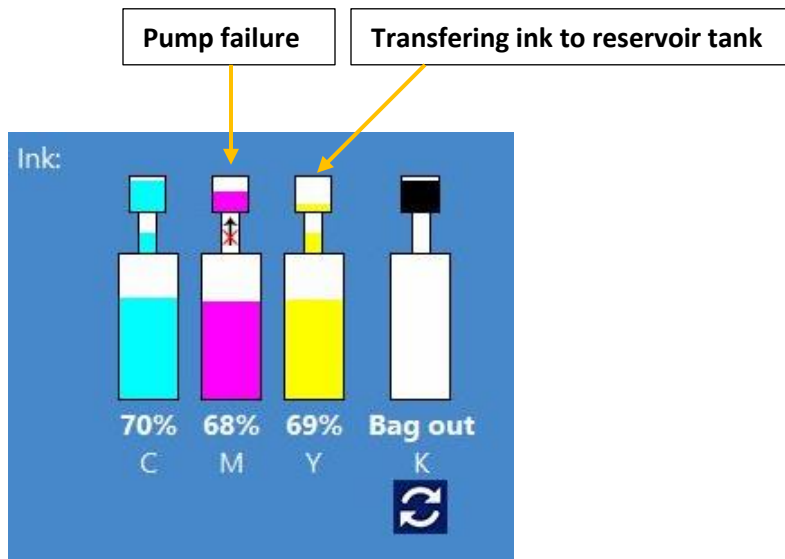 Pump failure
Transfering ink to reservoir tank
Ink:
70% 68% 69% Bag out
C M Y K